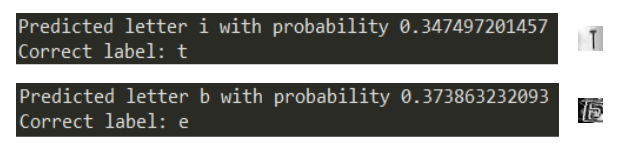 Predicted letter i with probability 0.347497201457
Correct label: t
T
Predicted letter b with probability 0.373863232093
Correct label: e